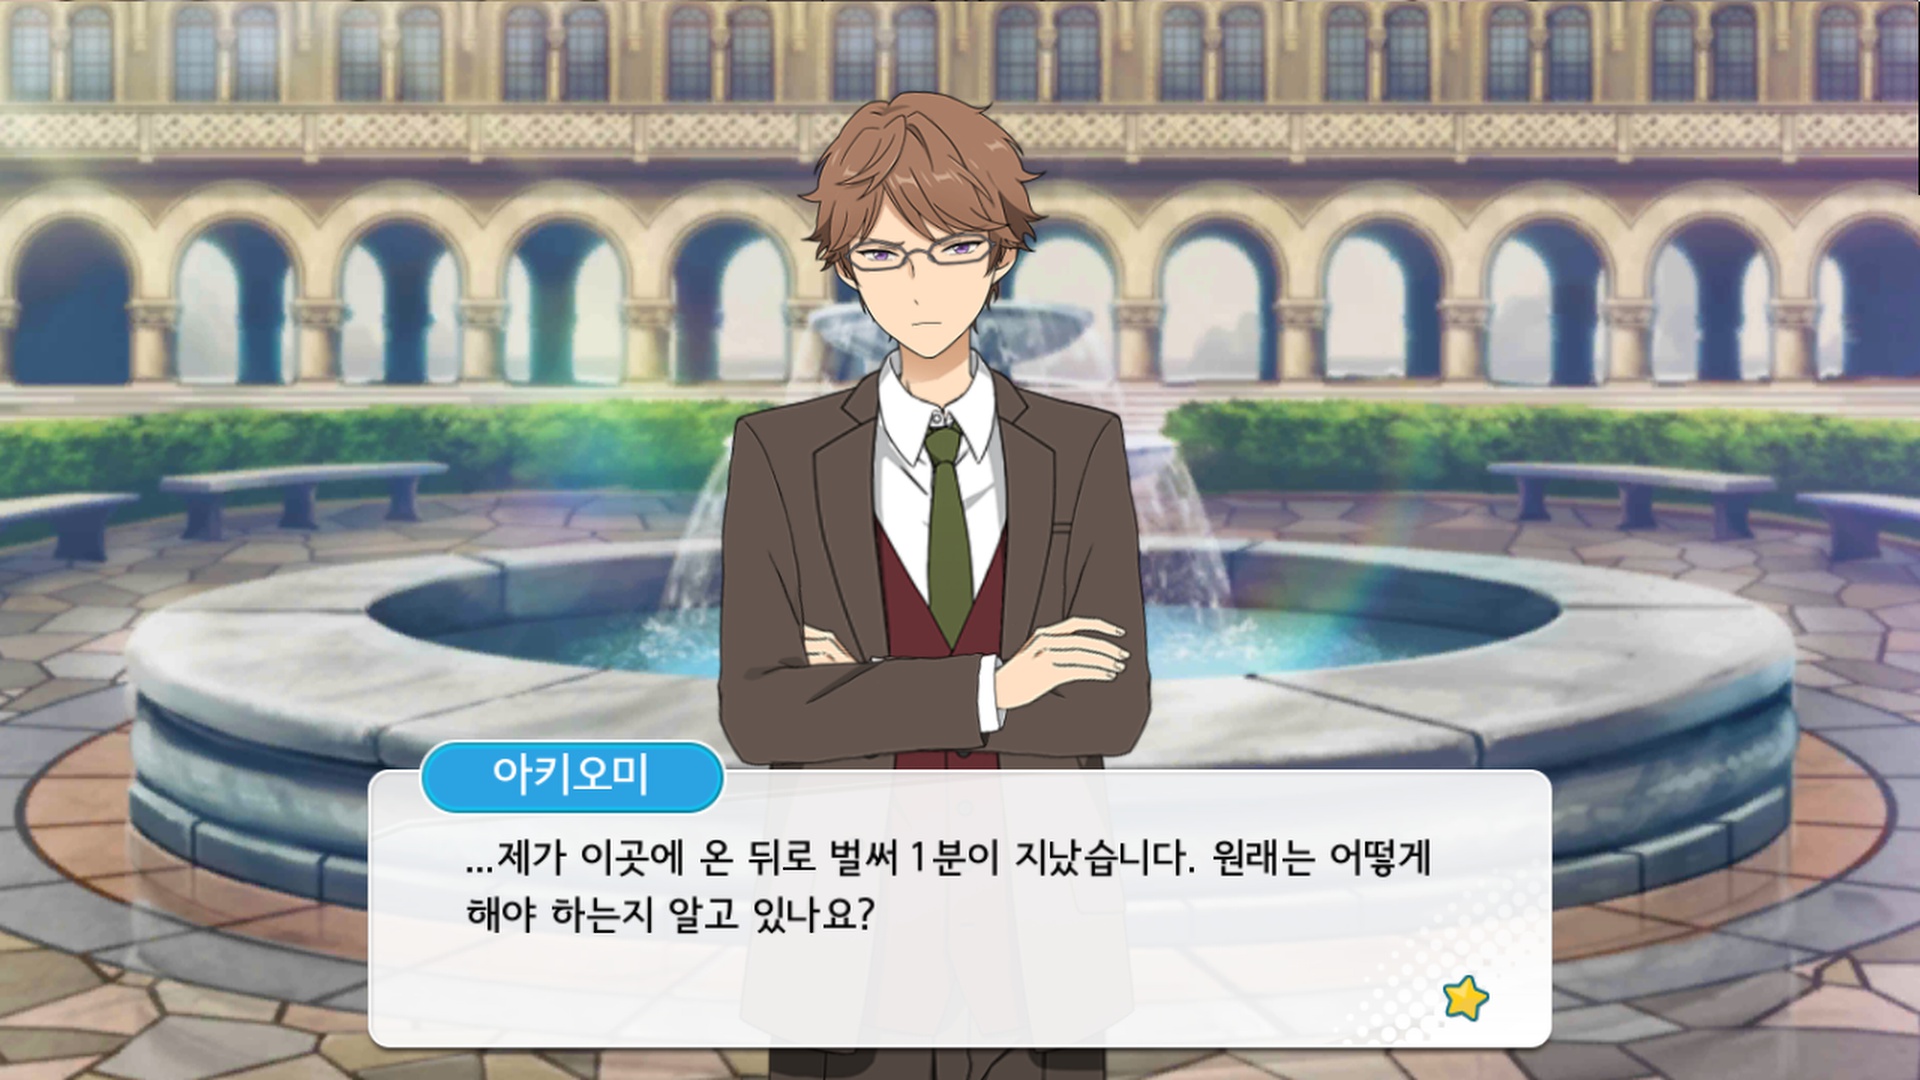 아키오미
...제가 이곳에 온 뒤로 벌써 1분이 지났습니다. 원래는 어떻게
해야 하는지 알고 있나요?